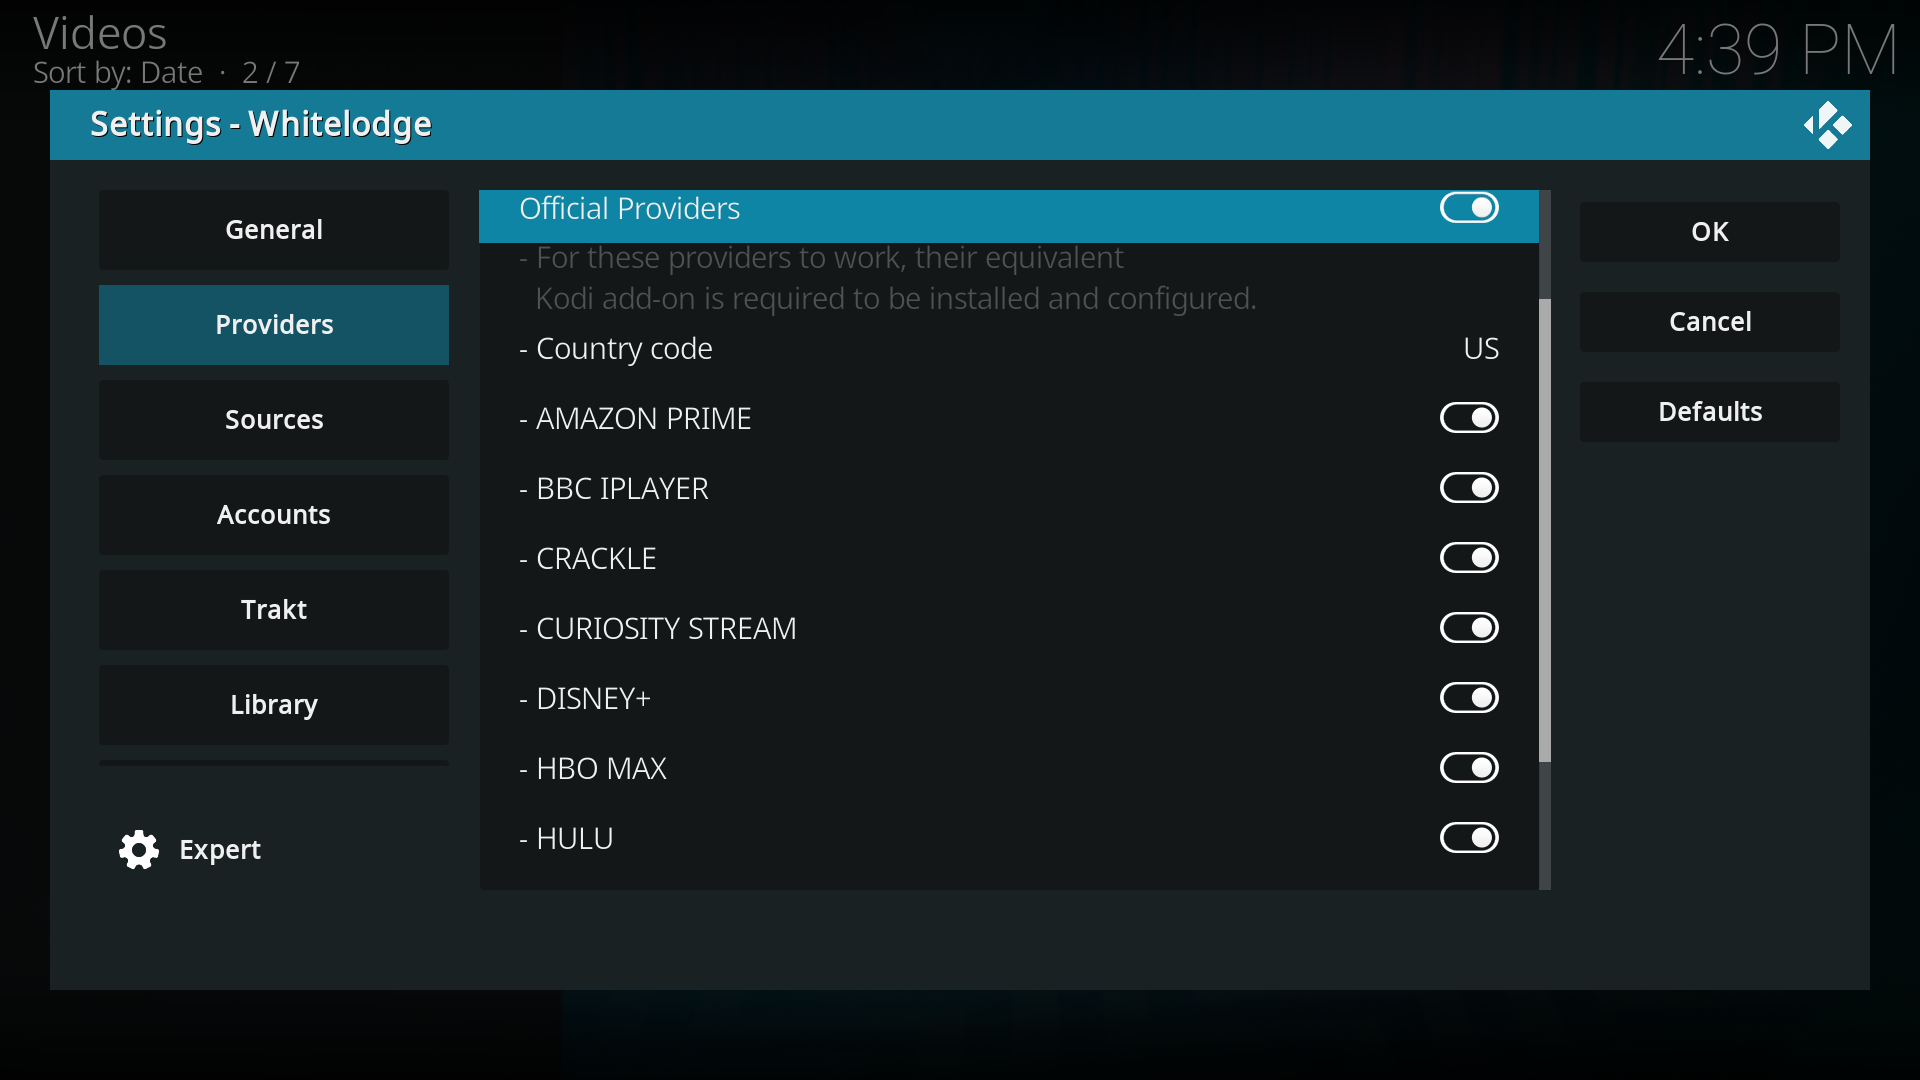 Videos
Sort by: Date · 2 / 7
4:39 PM
Settings - Whitelodge
General
Providers
Sources
Accounts
Trakt
Library
Expert
Official Providers
- For these providers to work, their equivalent
Kodi add-on is required to be installed and configured.
- Country code US
- AMAZON PRIME
- BBC IPLAYER
- CRACKLE
- CURIOSITY STREAM
- DISNEY+
- HBO MAX
- HULU
OK
Cancel
Defaults